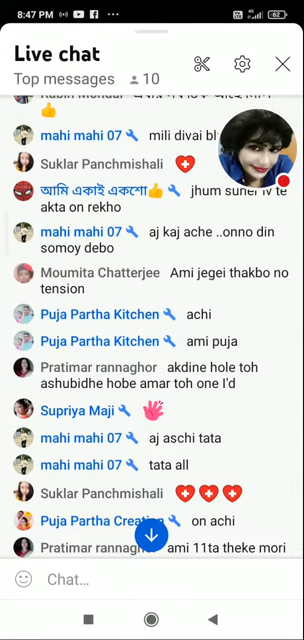 8:47 PM
62
Live chat
Top messages 10
mahi mahi 07 mili divai bl
Suklar Panchmishali
আমি একাই একশো jhum suner lv te
akta on rekho
mahi mahi 07 aj kaj ache ..onno din
somoy debo
Moumita Chatterjee Ami jegei thakbo no
tension
Puja Partha Kitchen achi
Puja Partha Kitchen ami puja
Pratimar rannaghor akdine hole toh
ashubidhe hobe amar toh one I'd
Supriya Maji
mahi mahi 07 aj aschi tata
mahi mahi 07 tata all
Suklar Panchmishali
Puja Partha Creation on achi
Pratimar rannaghor ami 11ta theke mori
Chat...